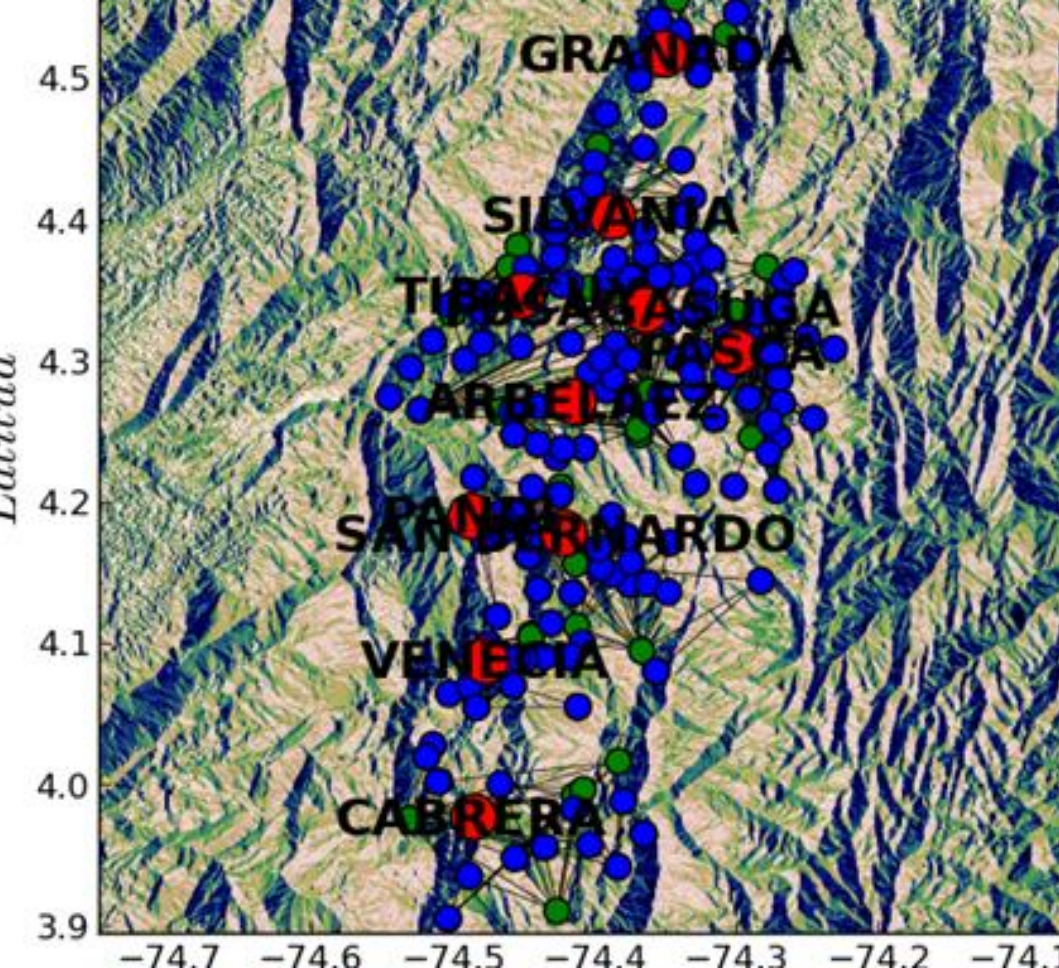 4.5
GRANADA
4.4
SILVANIA
4.3
PASCA
ARBELAEZ
4.2
SAN BERNARDO
4.1
VENECIA
4.0
CABRERA
3.9
Latitud
−74.7 −74.6 −74.5 −74.4 −74.3 −74.2